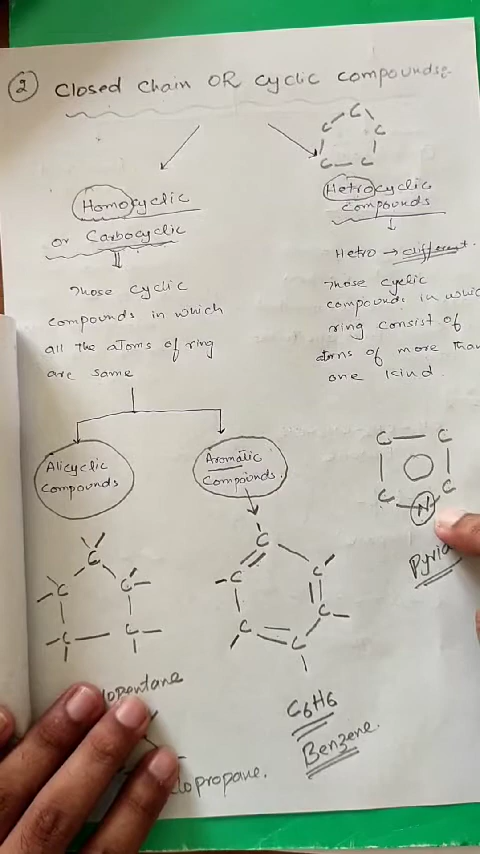 ② Closed Chain OR cyclic compounds:-
Homocyclic
or Carbocyclic
Those cyclic
compounds in which
all the atoms of ring
are same
C
C C
C C
Hetrocyclic
Compounds
Hetro → different.
Those cyclic
compounds in which
ring consist of
atoms of more than
one kind.
Alicyclic
Compounds
Aromatic
Compounds.
C
C C
C C
C
C C
C C
C
C6H6
Benzene.
C C
C C
N